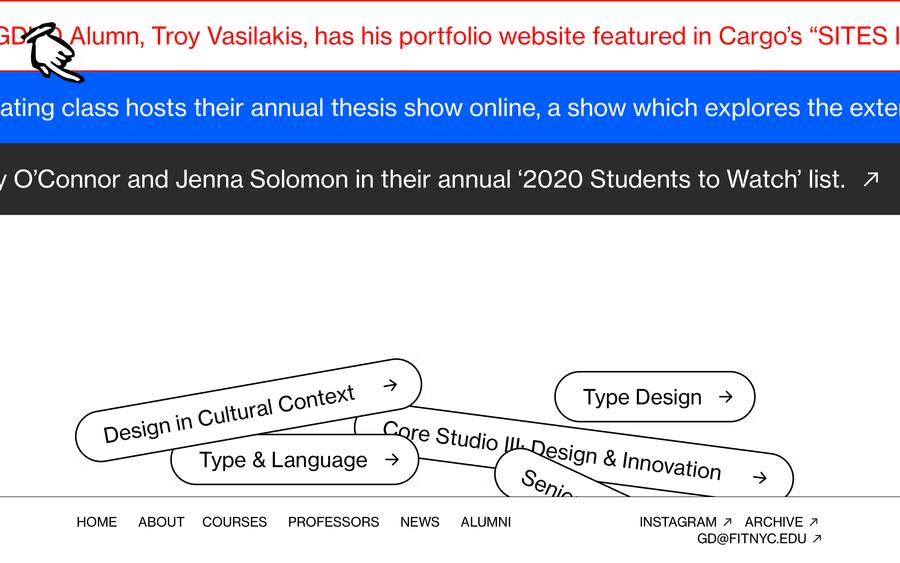 Alumn, Troy Vasilakis, has his portfolio website featured in Cargo’s “SITES I
ating class hosts their annual thesis show online, a show which explores the exte
y O’Connor and Jenna Solomon in their annual ‘2020 Students to Watch’ list. ↗
Design in Cultural Context →
Type Design →
Core Studio III: Design & Innovation →
Type & Language →
Senio
HOME ABOUT COURSES PROFESSORS NEWS ALUMNI
INSTAGRAM ↗ ARCHIVE ↗
GD@FITNYC.EDU ↗